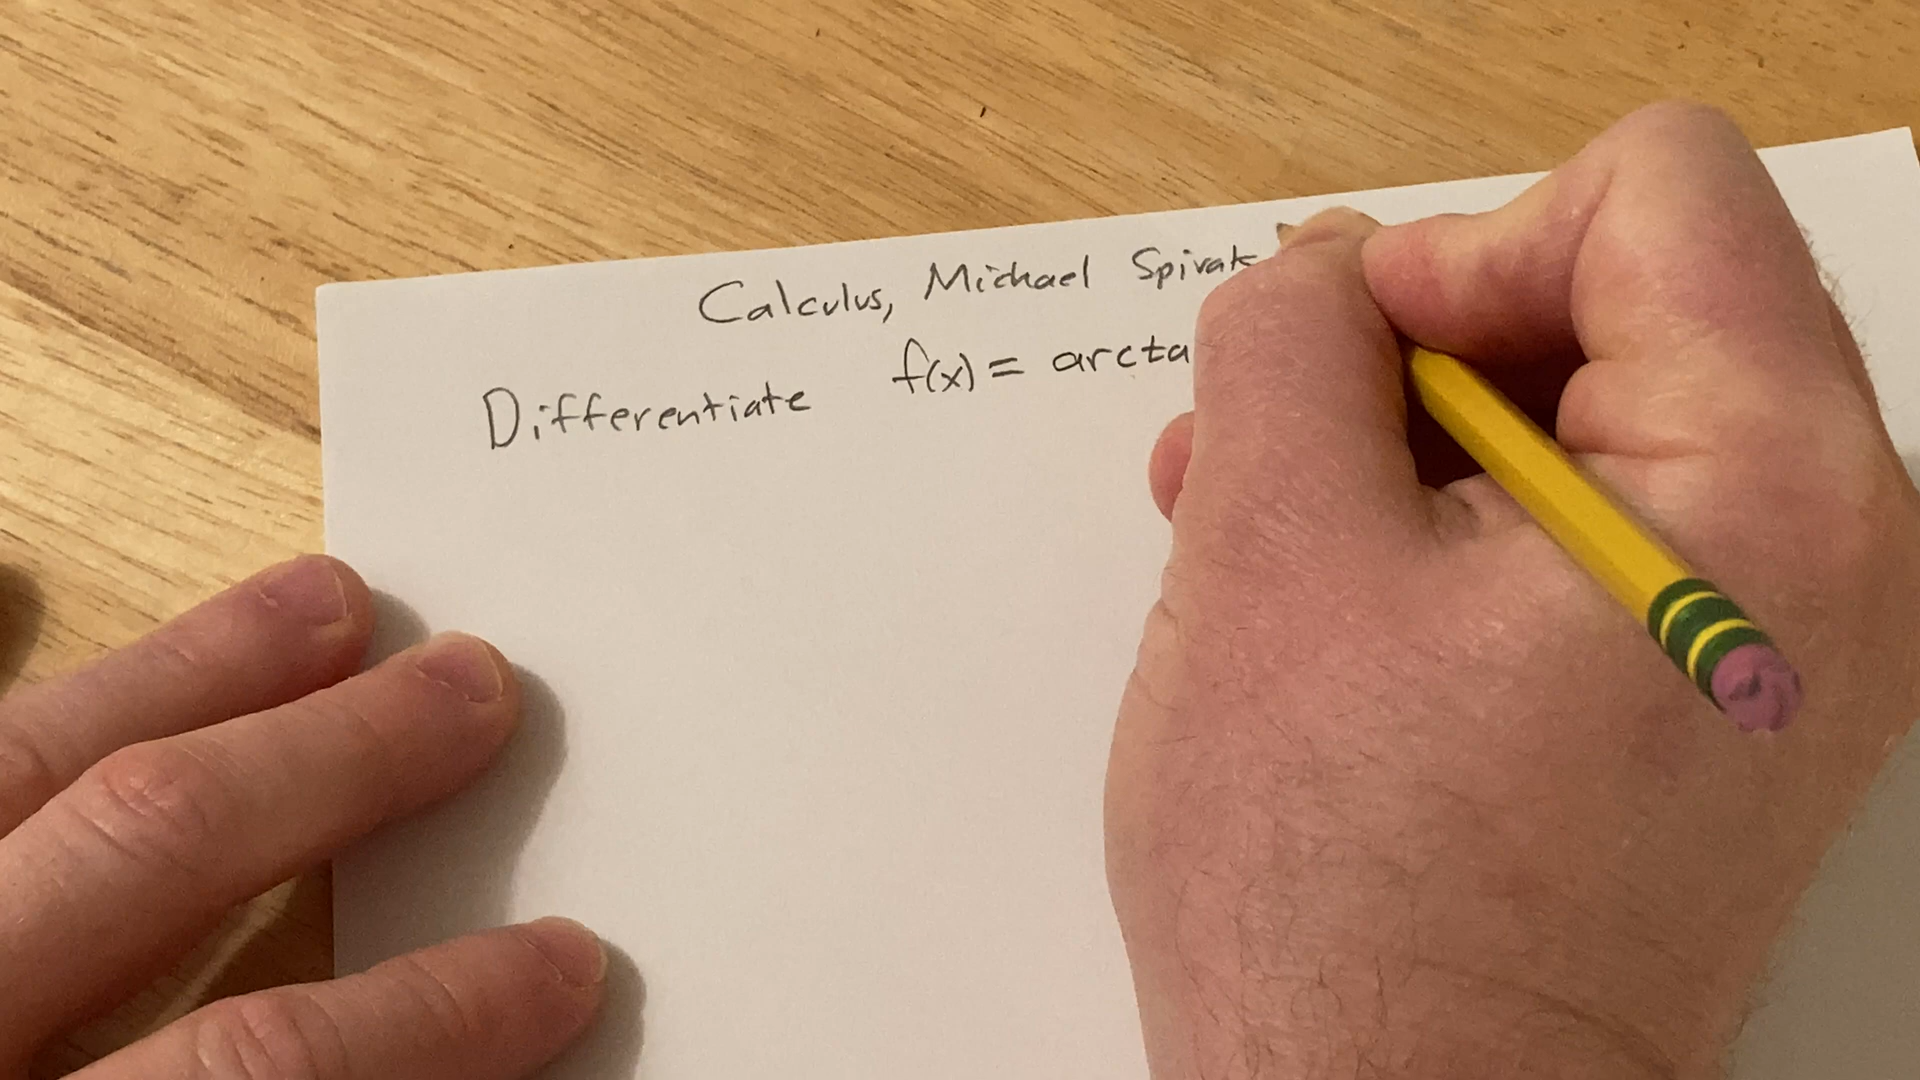 Calculus, Michael Spivak
Differentiate f(x) = arcta